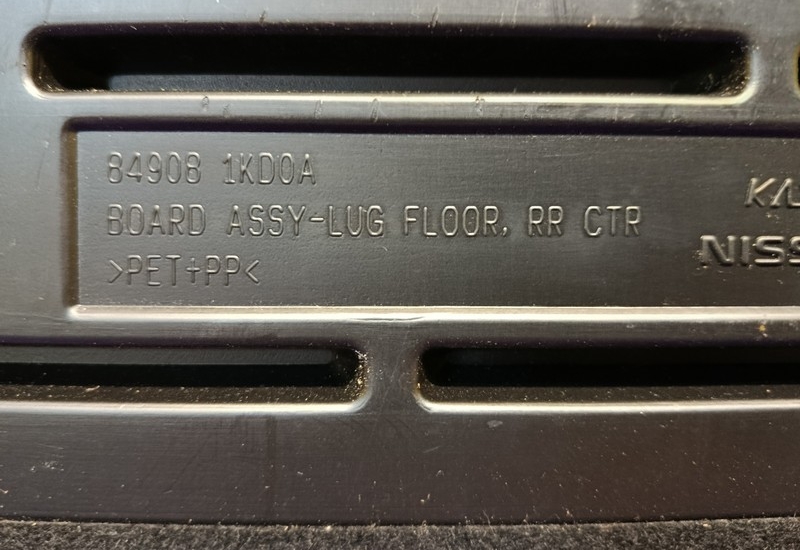 84908 1KD0A
BOARD ASSY-LUG FLOOR, RR CTR
>PET+PP<